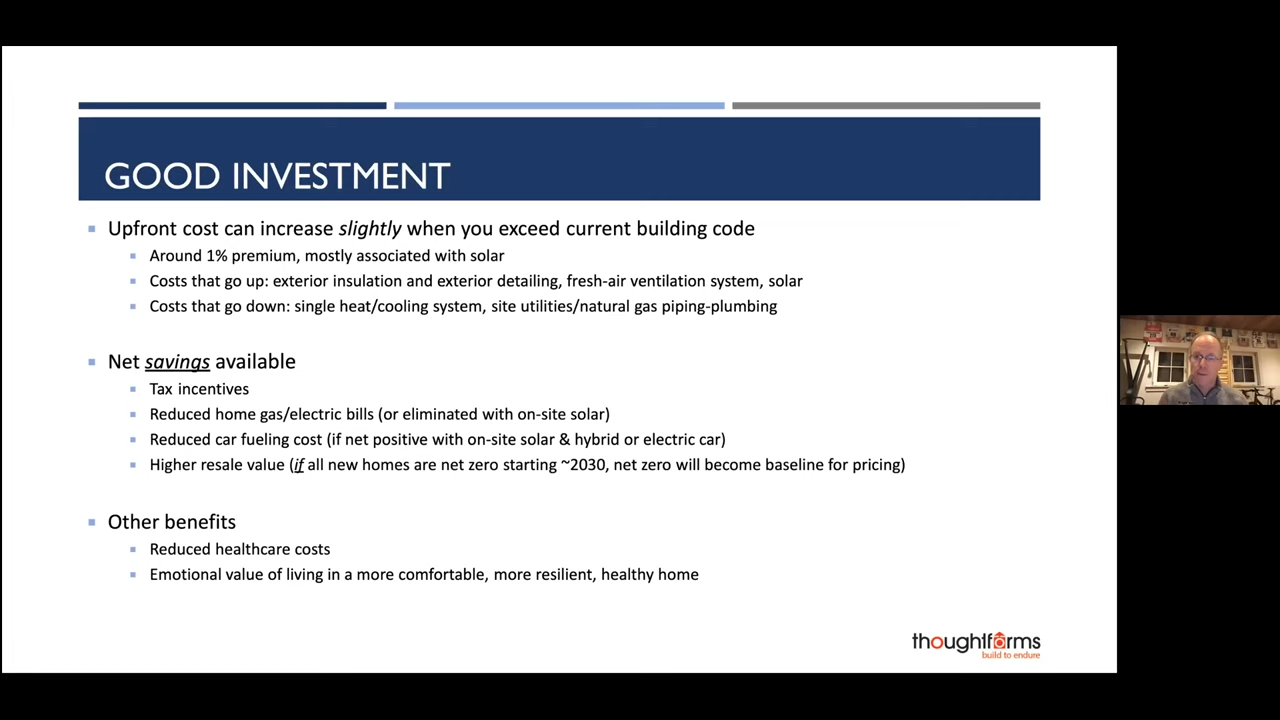 GOOD INVESTMENT
Upfront cost can increase slightly when you exceed current building code
Around 1% premium, mostly associated with solar
Costs that go up: exterior insulation and exterior detailing, fresh-air ventilation system, solar
Costs that go down: single heat/cooling system, site utilities/natural gas piping-plumbing
Net savings available
Tax incentives
Reduced home gas/electric bills (or eliminated with on-site solar)
Reduced car fueling cost (if net positive with on-site solar & hybrid or electric car)
Higher resale value (if all new homes are net zero starting ~2030, net zero will become baseline for pricing)
Other benefits
Reduced healthcare costs
Emotional value of living in a more comfortable, more resilient, healthy home
thoughtforms
build to endure